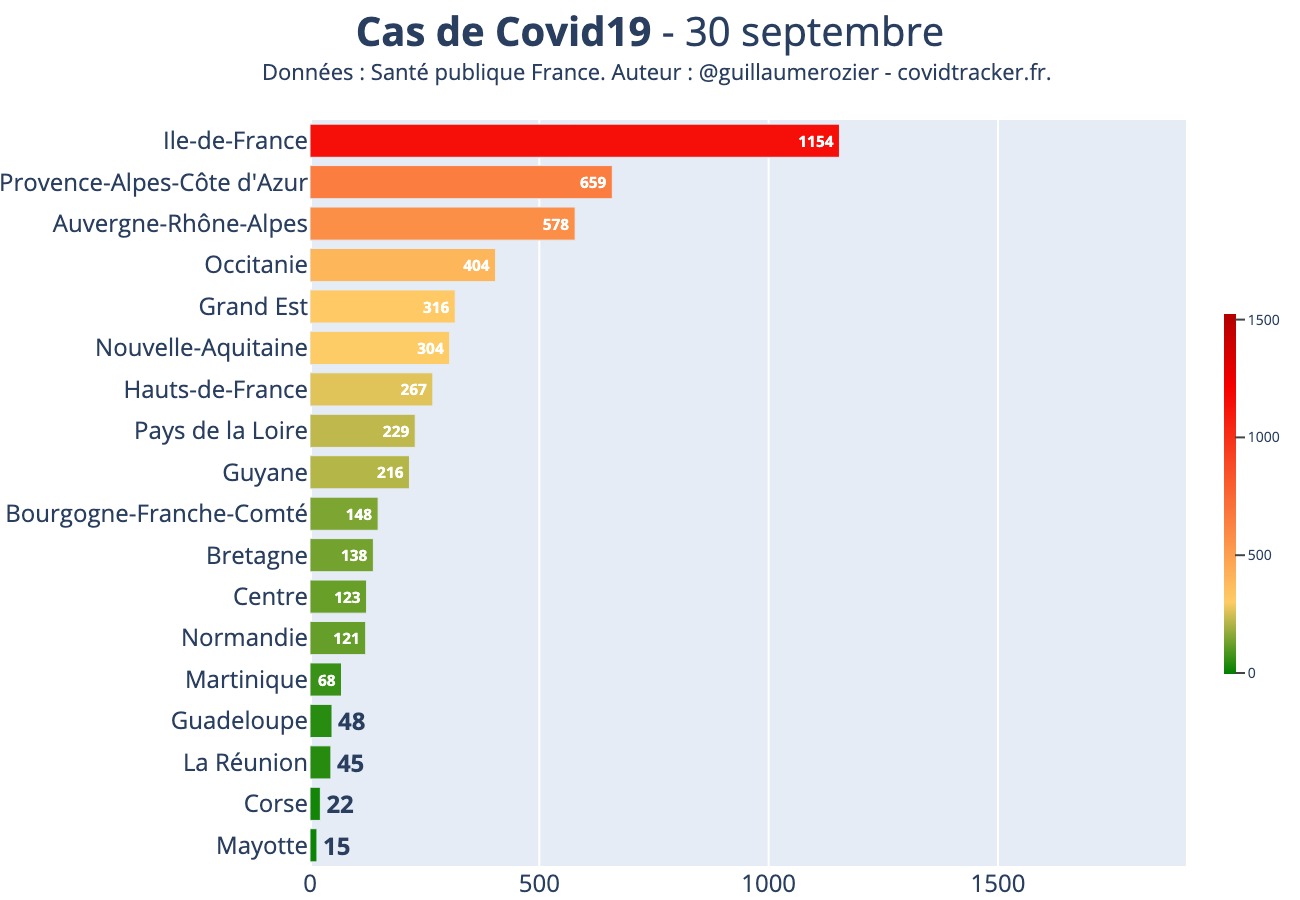 Cas de Covid19 - 30 septembre
Données : Santé publique France. Auteur : @guillaumerozier - covidtracker.fr.
Ile-de-France 1154
Provence-Alpes-Côte d'Azur 659
Auvergne-Rhône-Alpes 578
Occitanie 404
Grand Est 316
Nouvelle-Aquitaine 304
Hauts-de-France 267
Pays de la Loire 229
Guyane 216
Bourgogne-Franche-Comté 148
Bretagne 138
Centre 123
Normandie 121
Martinique 68
Guadeloupe 48
La Réunion 45
Corse 22
Mayotte 15
0 500 1000 1500
1500
1000
500
0